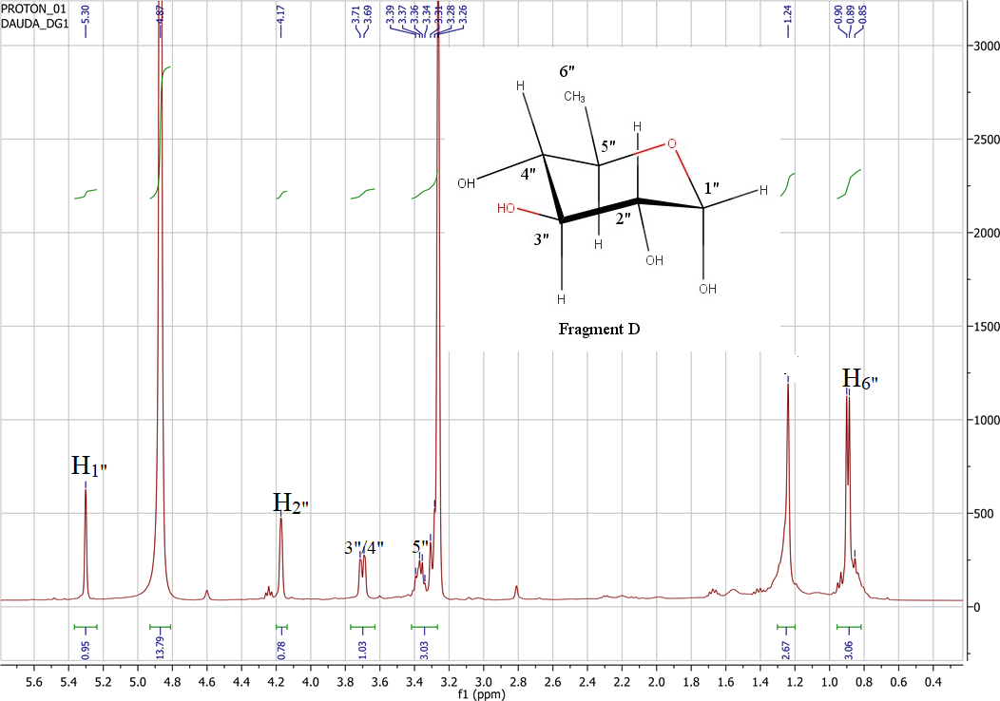 PROTON_01
DAUDA_DG1
5.30
4.87
4.17
3.71
3.69
3.39
3.37
3.36
3.34
3.31
3.28
3.26
1.24
0.90
0.89
0.85
3000
2500
2000
1500
1000
500
0
6"
H
CH₃
H
5"
O
OH
4"
1"
H
HO
2"
3"
H
OH
OH
H
Fragment D
H6"
H1"
H2"
3"/4"
5"
0.95
13.79
0.78
1.03
3.03
2.67
3.06
5.6 5.4 5.2 5.0 4.8 4.6 4.4 4.2 4.0 3.8 3.6 3.4 3.2 3.0 2.8 2.6 2.4 2.2 2.0 1.8 1.6 1.4 1.2 1.0 0.8 0.6 0.4
f1 (ppm)